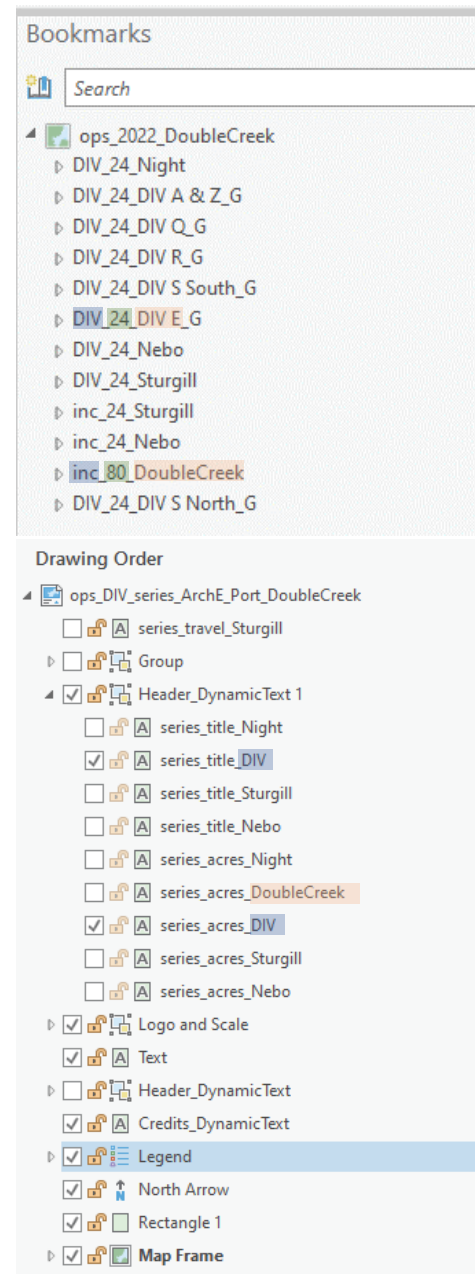 Bookmarks
Search
ops_2022_DoubleCreek
DIV_24_Night
DIV_24_DIV A & Z_G
DIV_24_DIV Q_G
DIV_24_DIV R_G
DIV_24_DIV S South_G
DIV_24_DIV E_G
DIV_24_Nebo
DIV_24_Sturgill
inc_24_Sturgill
inc_24_Nebo
inc_80_DoubleCreek
DIV_24_DIV S North_G
Drawing Order
ops_DIV_series_ArchE_Port_DoubleCreek
A series_travel_Sturgill
Group
Header_DynamicText 1
A series_title_Night
A series_title_DIV
A series_title_Sturgill
A series_title_Nebo
A series_acres_Night
A series_acres_DoubleCreek
A series_acres_DIV
A series_acres_Sturgill
A series_acres_Nebo
Logo and Scale
A Text
Header_DynamicText
A Credits_DynamicText
Legend
N North Arrow
Rectangle 1
Map Frame